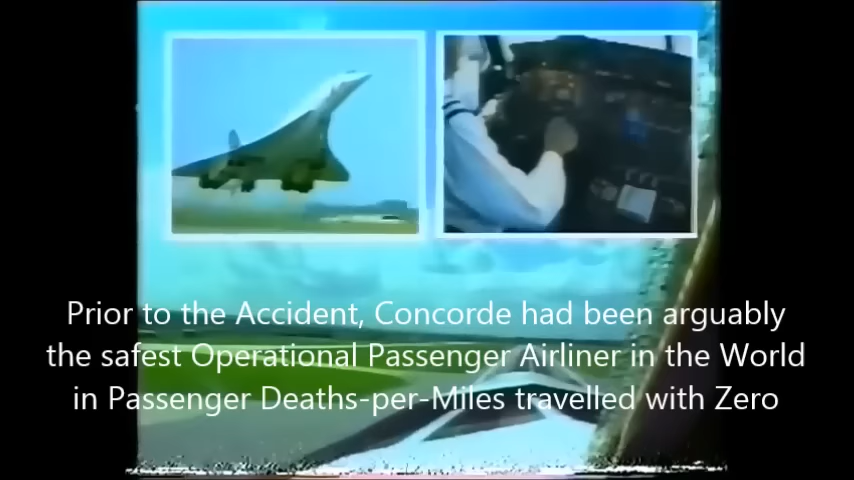 Prior to the Accident, Concorde had been arguably
the safest Operational Passenger Airliner in the World
in Passenger Deaths-per-Miles travelled with Zero